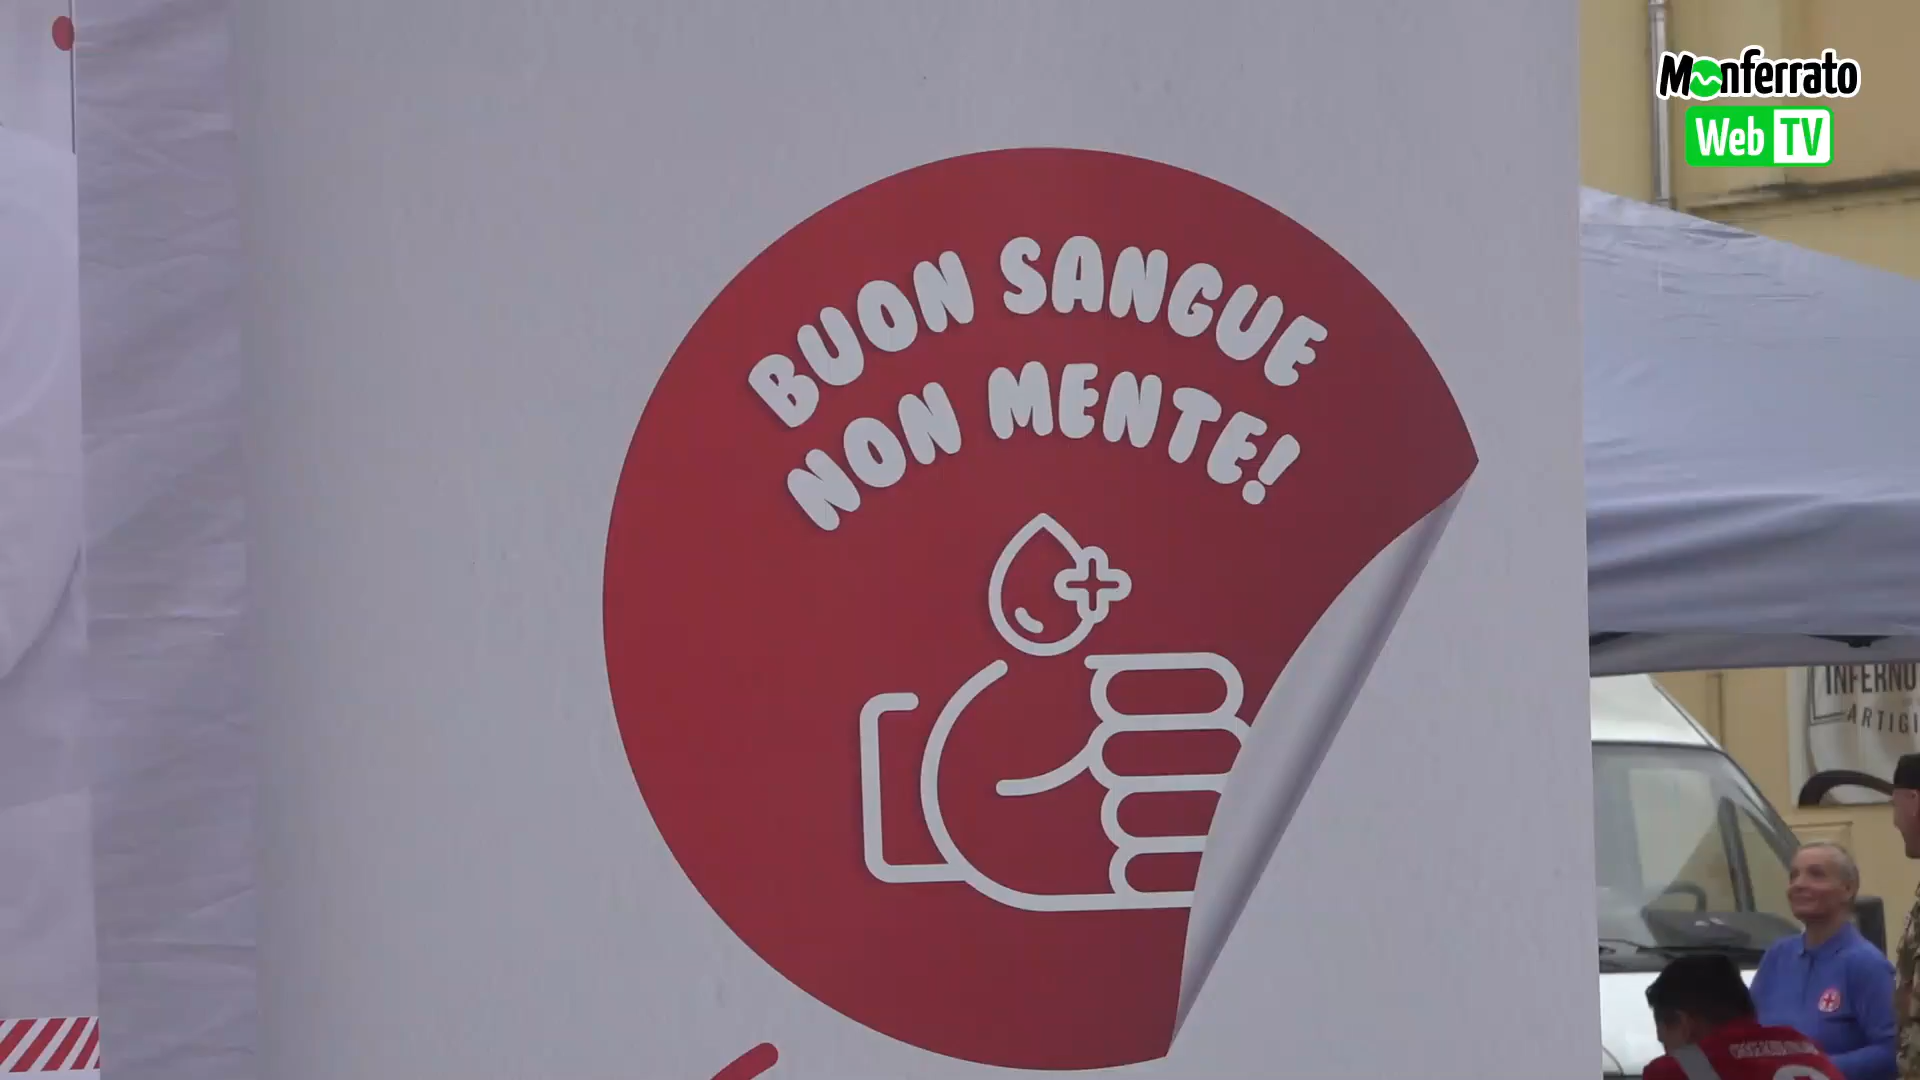 Monferrato
Web TV
BUON SANGUE
NON MENTE!
INFERNO
ARTIGI